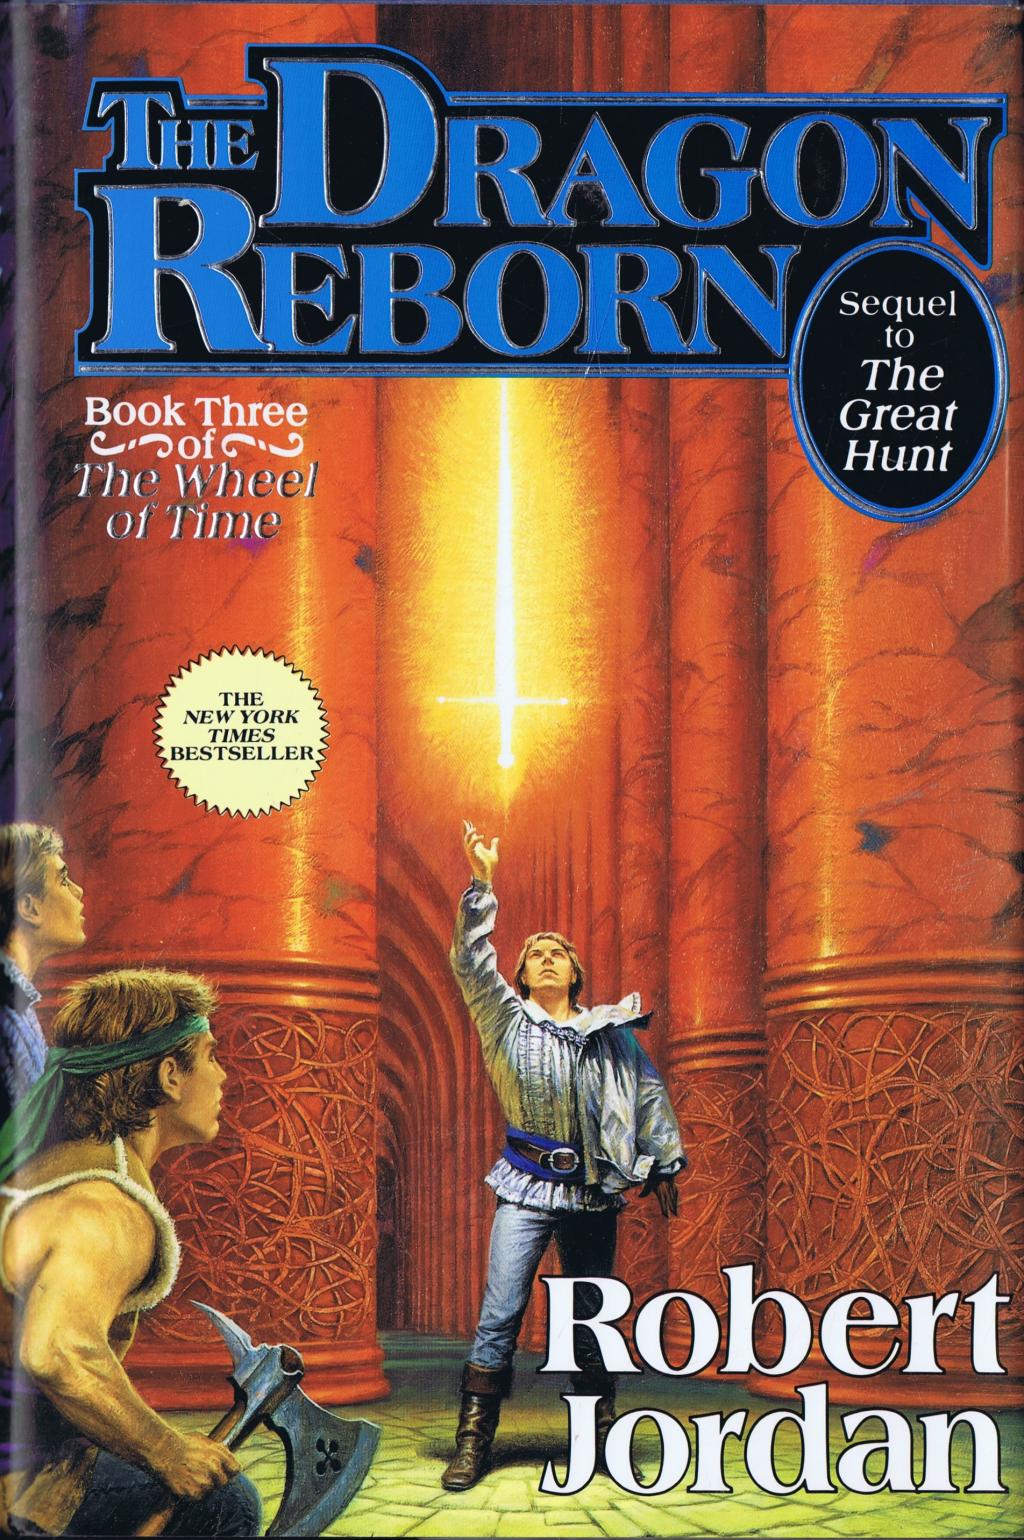 THE DRAGON
REBORN
Sequel
to
The
Great
Hunt
Book Three
of
The Wheel
of Time
THE
NEW YORK
TIMES
BESTSELLER
Robert
Jordan